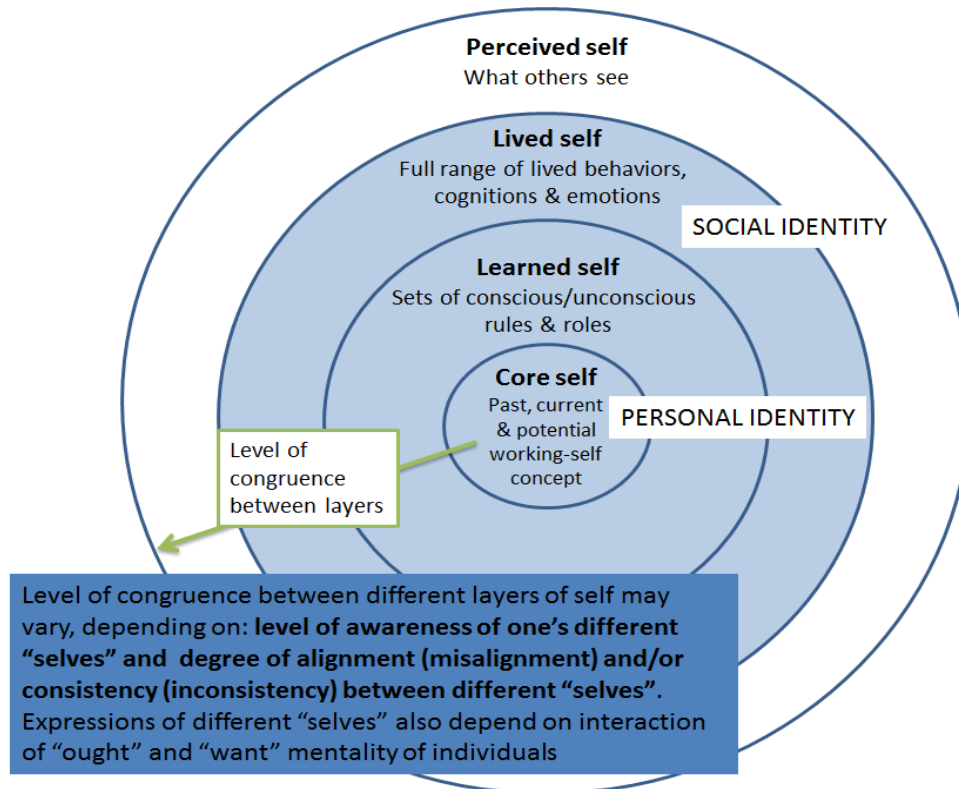 Perceived self
What others see
Lived self
Full range of lived behaviors,
cognitions & emotions
SOCIAL IDENTITY
Learned self
Sets of conscious/unconscious
rules & roles
Core self
Past, current
& potential
working-self
concept
PERSONAL IDENTITY
Level of
congruence
between layers
Level of congruence between different layers of self may
vary, depending on: level of awareness of one’s different
“selves” and  degree of alignment (misalignment) and/or
consistency (inconsistency) between different “selves”.
Expressions of different “selves” also depend on interaction
of “ought” and “want” mentality of individuals